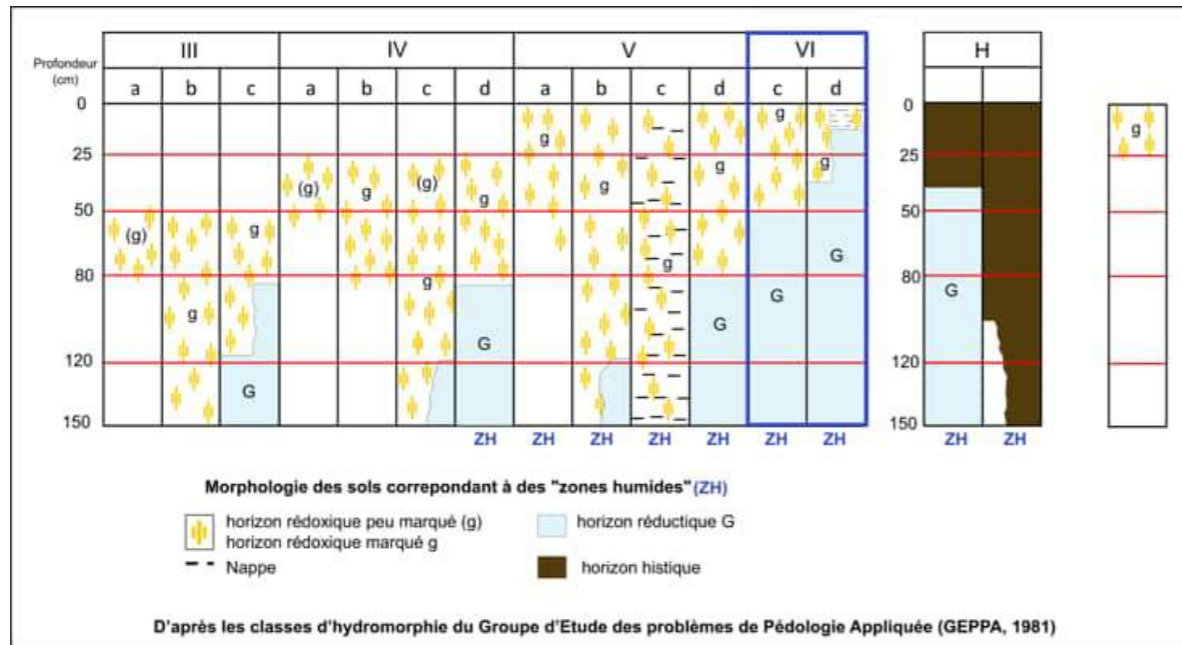 III IV V VI H
Profondeur
(cm)
a b c a b c d a b c d c d
0 0
g g g g
25 25
(g) g (g) g g g g
50 50
(g) g g G
80 80
g g G G G G
120 120
G
150 150
ZH ZH ZH ZH ZH ZH ZH ZH ZH
Morphologie des sols correpondant à des "zones humides"(ZH)
horizon rédoxique peu marqué (g)
horizon rédoxique marqué g
horizon réductique G
Nappe
horizon histique
D'après les classes d'hydromorphie du Groupe d'Etude des problèmes de Pédologie Appliquée (GEPPA, 1981)